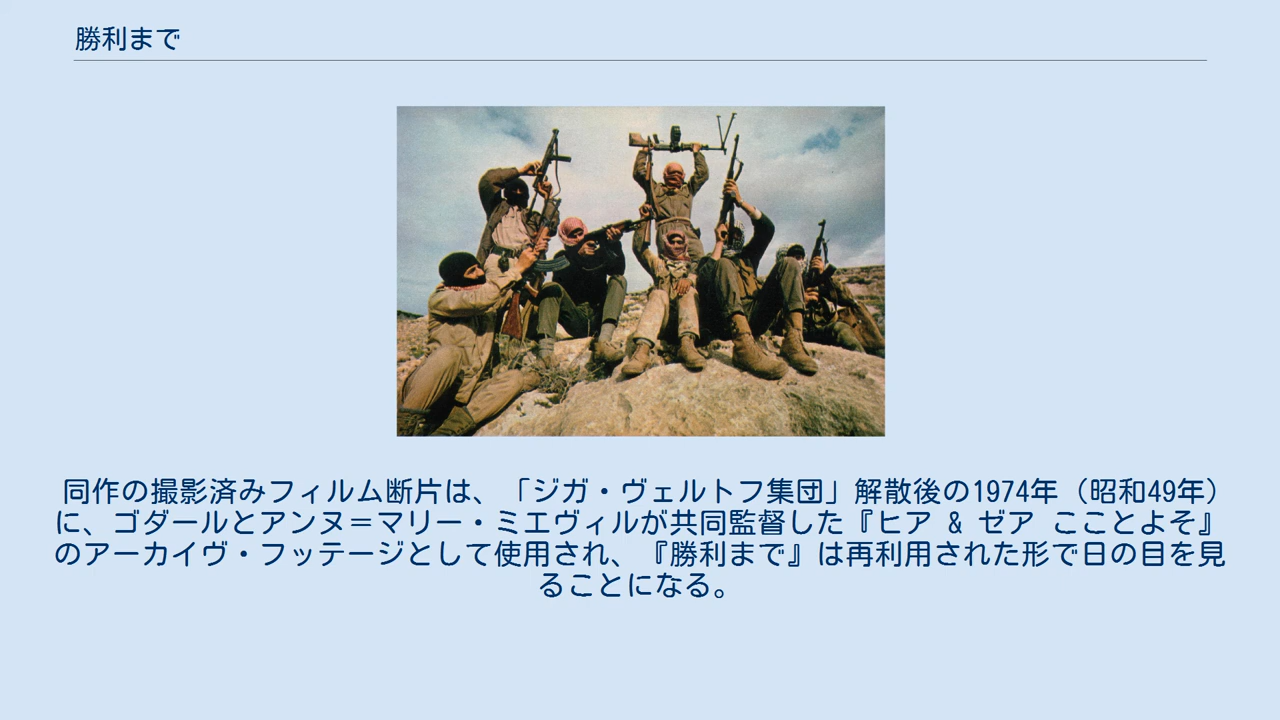 勝利まで
同作の撮影済みフィルム断片は、「ジガ・ヴェルトフ集団」解散後の1974年（昭和49年）
に、ゴダールとアンヌ＝マリー・ミエヴィルが共同監督した『ヒア & ゼア こことよそ』
のアーカイヴ・フッテージとして使用され、『勝利まで』は再利用された形で日の目を見
ることになる。